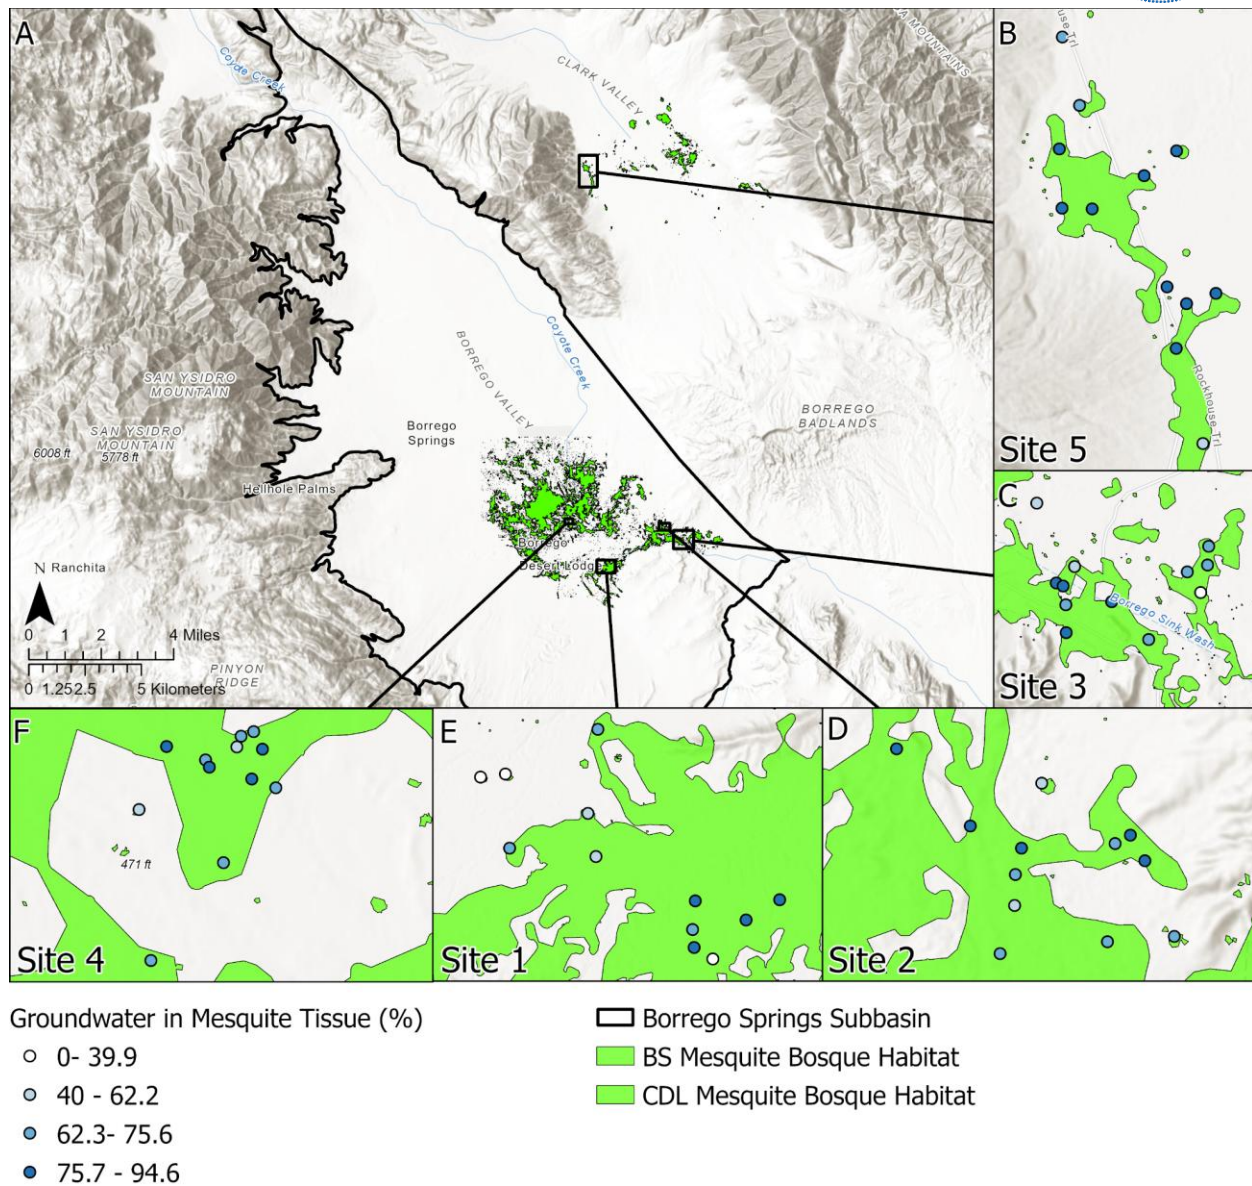 A
Coyote Creek
CLARK VALLEY
MOUNTAINS
Coyote Creek
BORREGO VALLEY
SAN YSIDRO
MOUNTAIN
SAN YSIDRO
MOUNTAIN
6008 ft
5778 ft
Borrego
Springs
BORREGO
BADLANDS
Hellhole Palms
Borrego
Desert Lodge
N
Ranchita
0 1 2 4 Miles
0 1.25 2.5 5 Kilometers
PINYON
RIDGE
B
house Trl
Rockhouse Trl
Site 5
C
Borrego Sink Wash
Site 3
F
471 ft
Site 4
E
Site 1
D
Site 2
Groundwater in Mesquite Tissue (%)
0- 39.9
40 - 62.2
62.3- 75.6
75.7 - 94.6
Borrego Springs Subbasin
BS Mesquite Bosque Habitat
CDL Mesquite Bosque Habitat